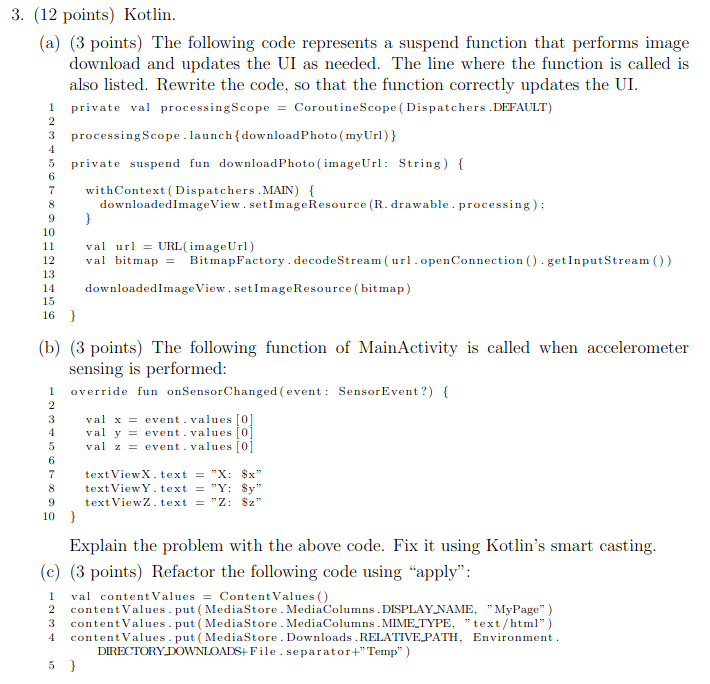 3. (12 points) Kotlin.
(a) (3 points) The following code represents a suspend function that performs image
download and updates the UI as needed. The line where the function is called is
also listed. Rewrite the code, so that the function correctly updates the UI.
1 private val processingScope = CoroutineScope(Dispatchers.DEFAULT)
2
3 processingScope.launch{downloadPhoto(myUrl)}
4
5 private suspend fun downloadPhoto(imageUrl: String) {
6
7 withContext(Dispatchers.MAIN) {
8 downloadedImageView.setImageResource(R.drawable.processing);
9 }
10
11 val url = URL(imageUrl)
12 val bitmap = BitmapFactory.decodeStream(url.openConnection().getInputStream())
13
14 downloadedImageView.setImageResource(bitmap)
15
16 }
(b) (3 points) The following function of MainActivity is called when accelerometer
sensing is performed:
1 override fun onSensorChanged(event: SensorEvent?) {
2
3 val x = event.values[0]
4 val y = event.values[0]
5 val z = event.values[0]
6
7 textViewX.text = "X: $x"
8 textViewY.text = "Y: $y"
9 textViewZ.text = "Z: $z"
10 }
Explain the problem with the above code. Fix it using Kotlin's smart casting.
(c) (3 points) Refactor the following code using "apply":
1 val contentValues = ContentValues()
2 contentValues.put(MediaStore.MediaColumns.DISPLAY_NAME, "MyPage")
3 contentValues.put(MediaStore.MediaColumns.MIME_TYPE, "text/html")
4 contentValues.put(MediaStore.Downloads.RELATIVE_PATH, Environment.
DIRECTORY_DOWNLOADS+File.separator+"Temp")
5 }